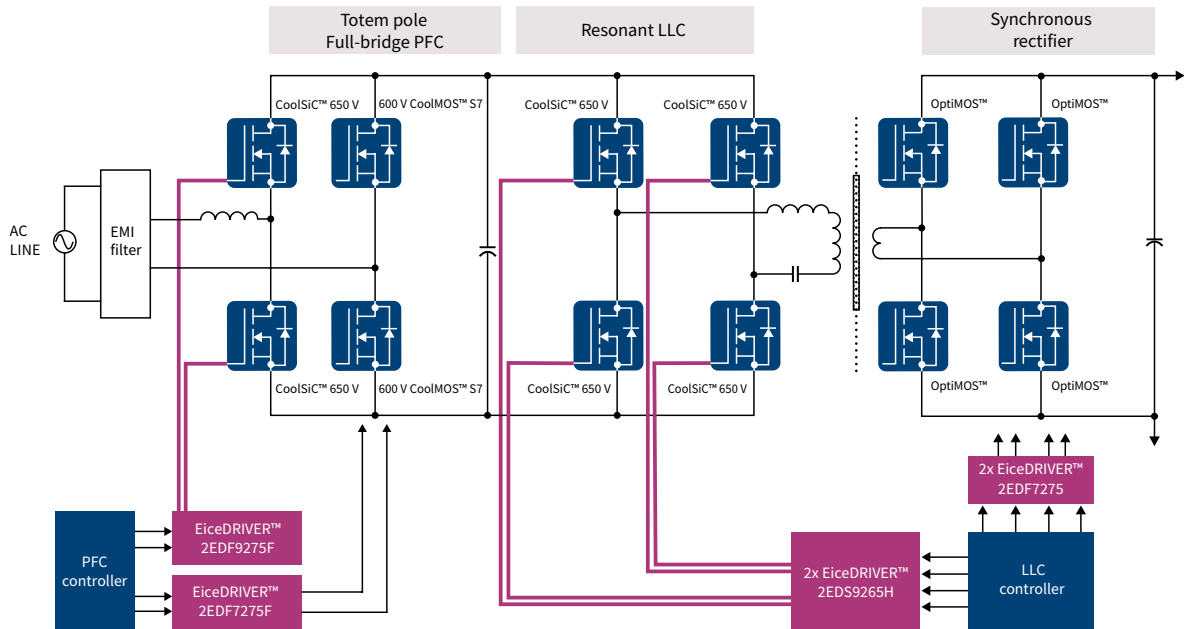 Totem pole
Full-bridge PFC
Resonant LLC
Synchronous
rectifier
CoolSiC™ 650 V
600 V CoolMOS™ S7
CoolSiC™ 650 V
CoolSiC™ 650 V
OptiMOS™
OptiMOS™
AC
LINE
EMI
filter
CoolSiC™ 650 V
600 V CoolMOS™ S7
CoolSiC™ 650 V
CoolSiC™ 650 V
OptiMOS™
OptiMOS™
2x EiceDRIVER™
2EDF7275
PFC
controller
EiceDRIVER™
2EDF9275F
EiceDRIVER™
2EDF7275F
2x EiceDRIVER™
2EDS9265H
LLC
controller